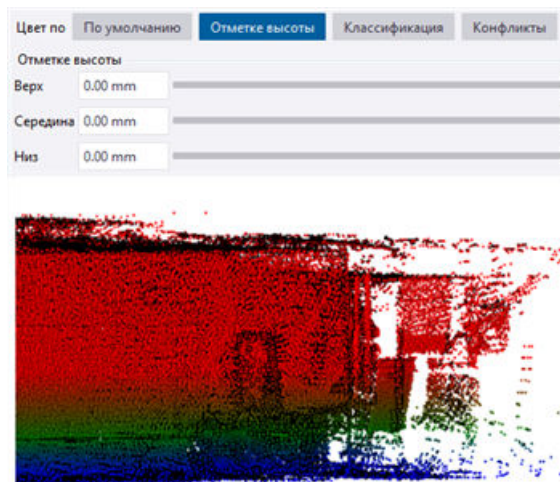 Цвет по По умолчанию Отметке высоты Классификация Конфликты
Отметке высоты
Верх 0.00 mm
Середина 0.00 mm
Низ 0.00 mm